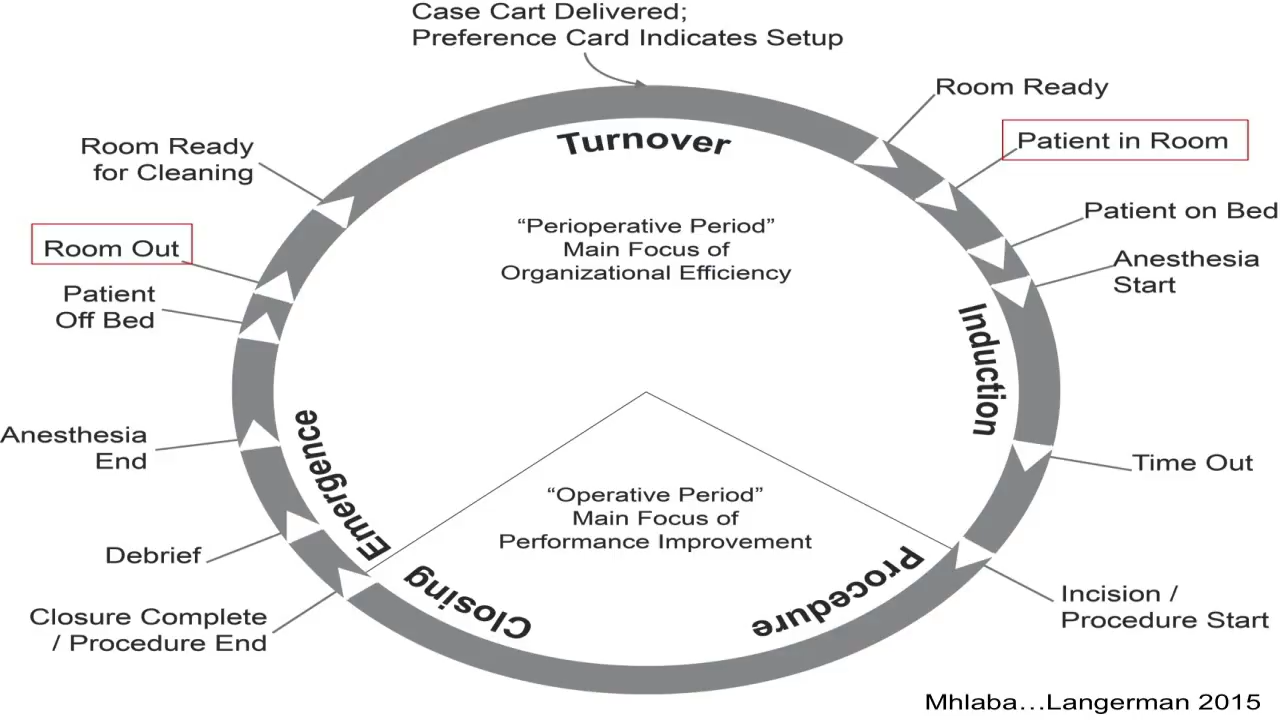 Case Cart Delivered;
Preference Card Indicates Setup
Room Ready
Patient in Room
Patient on Bed
Anesthesia
Start
Time Out
Incision /
Procedure Start
Closure Complete
/ Procedure End
Debrief
Anesthesia
End
Patient
Off Bed
Room Out
Room Ready
for Cleaning
Turnover
Induction
Procedure
Closing
Emergence
“Perioperative Period”
Main Focus of
Organizational Efficiency
“Operative Period”
Main Focus of
Performance Improvement
Mhlaba…Langerman 2015